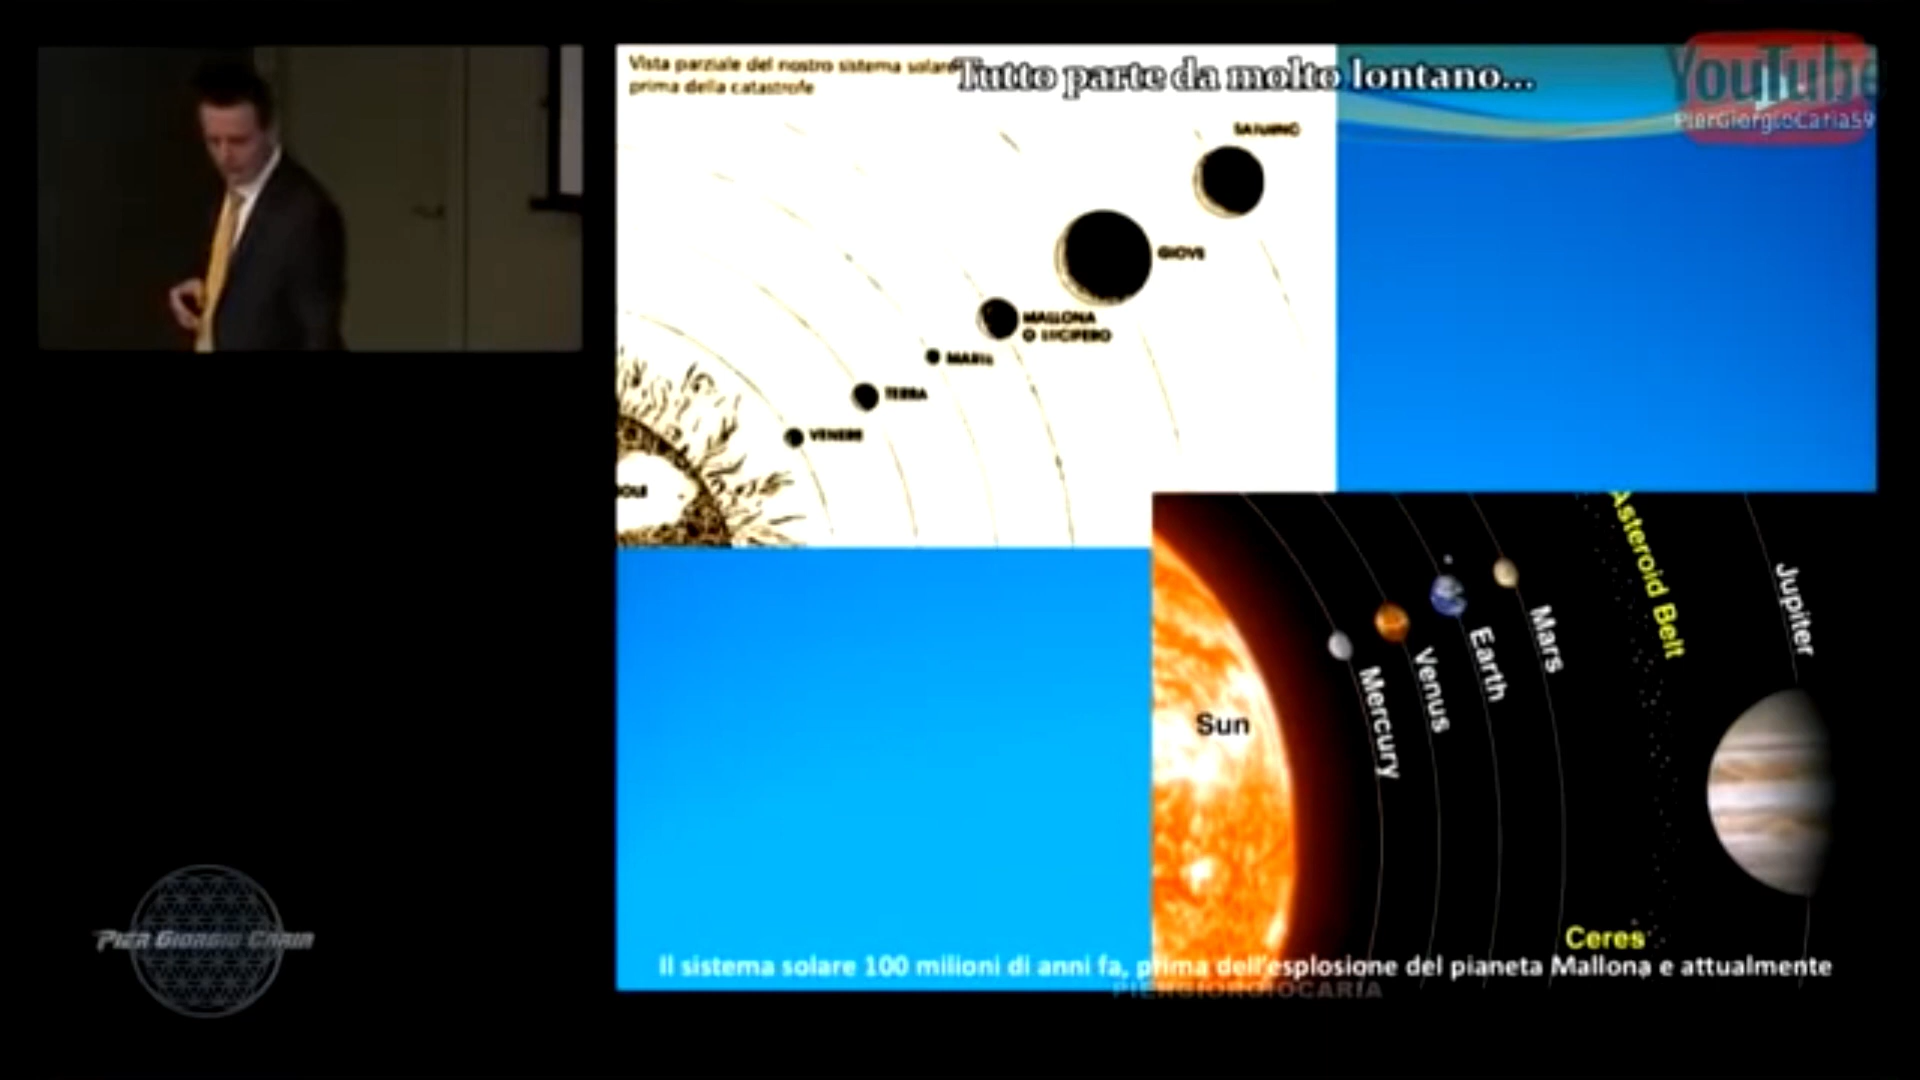 Vista parziale del nostro sistema solare
prima della catastrofe
Tutto parte da molto lontano...
YouTube
PierGiorgioCaria59
SATURNO
GIOVE
MALLONA
O LUCIFERO
MARTE
TERRA
VENERE
SOLE
Asteroid Belt
Jupiter
Mars
Earth
Venus
Mercury
Sun
Ceres
PIER GIORGIO CARIA
Il sistema solare 100 milioni di anni fa, prima dell'esplosione del pianeta Mallona e attualmente
PIERGIORGIOCARIA